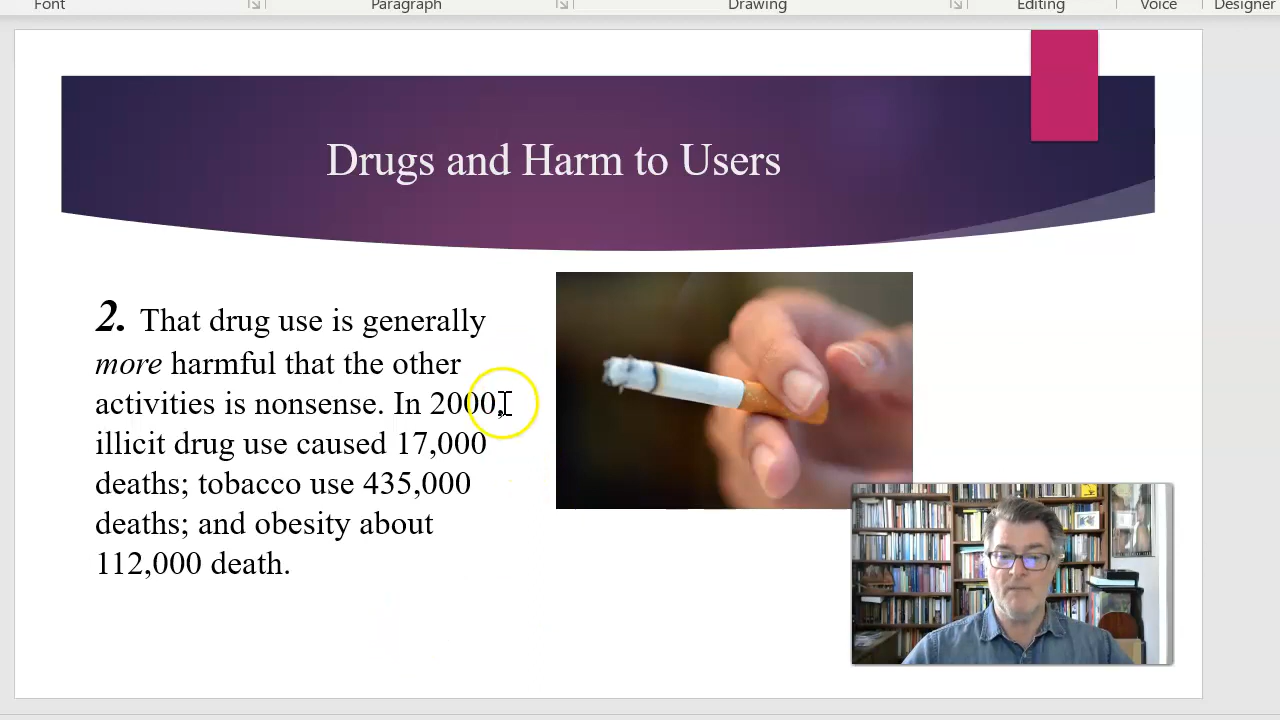 Font Paragraph Drawing Editing Voice Designer
Drugs and Harm to Users
2. That drug use is generally
more harmful that the other
activities is nonsense. In 2000,
illicit drug use caused 17,000
deaths; tobacco use 435,000
deaths; and obesity about
112,000 death.